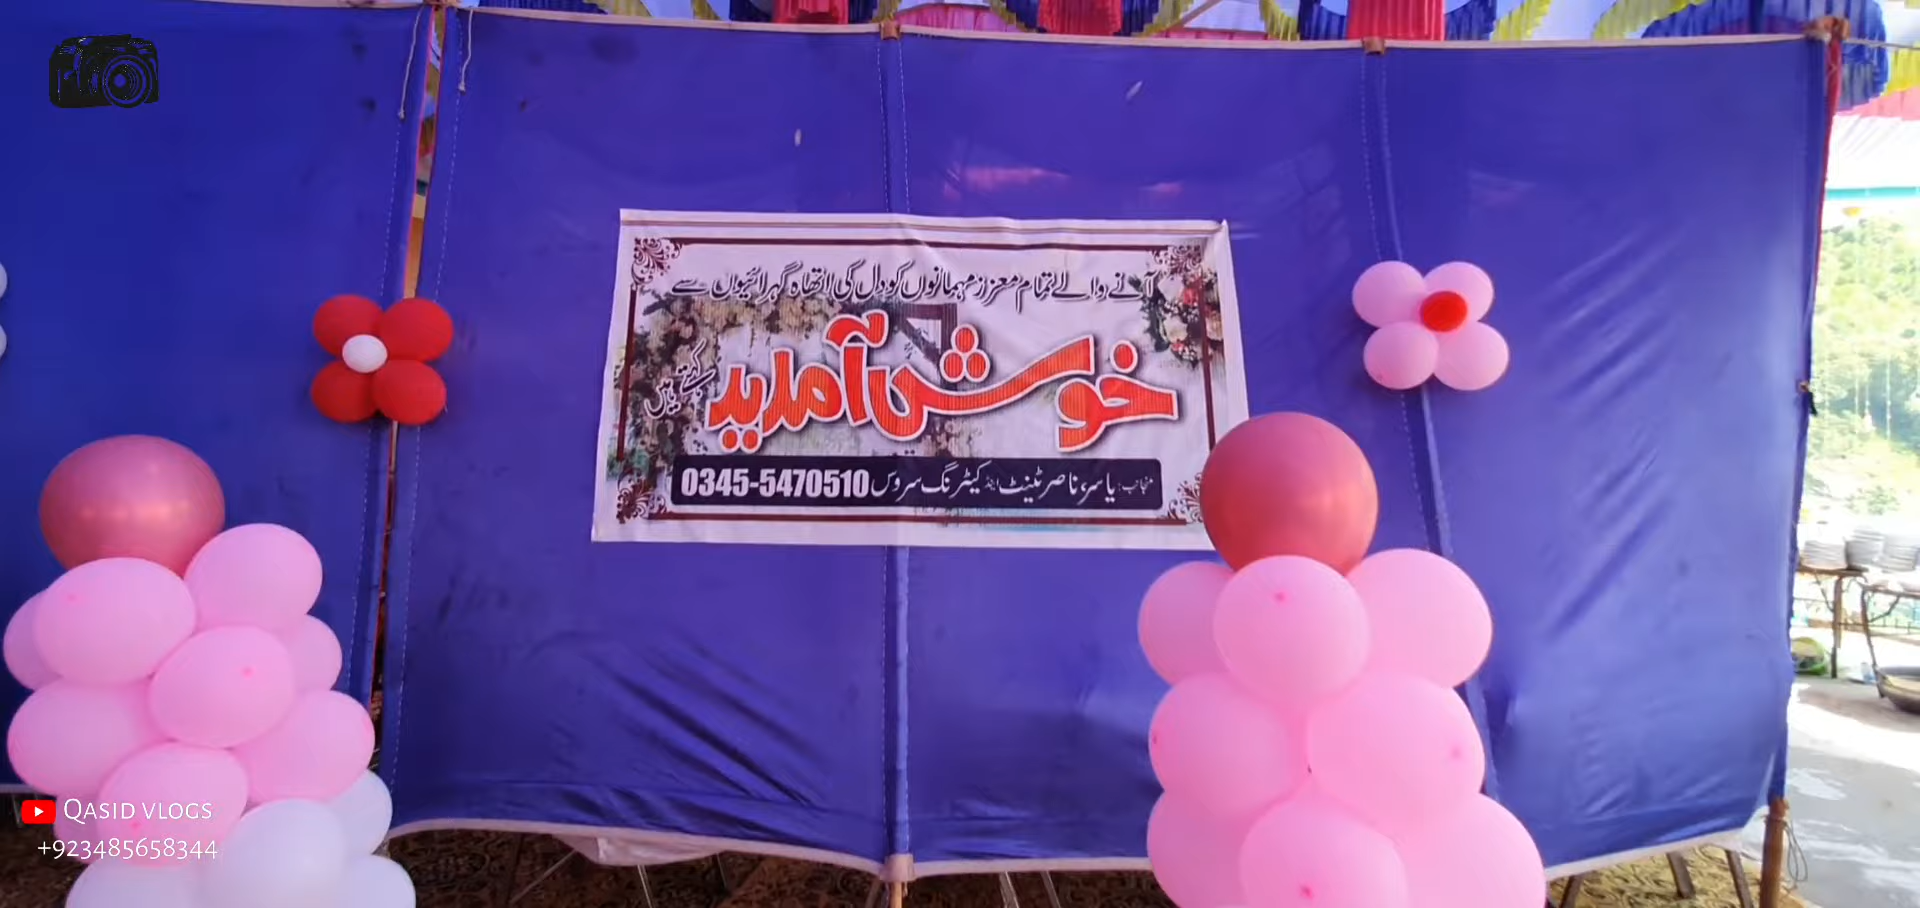 آنے والے تمام معزز مہمانوں کو دل کی اتھاہ گہرائیوں سے
خوش آمدید
کہتے ہیں
منجانب: یاسر، ناصر ٹینٹ اینڈ کیٹرنگ سروس 0345-5470510
QASID VLOGS
+923485658344